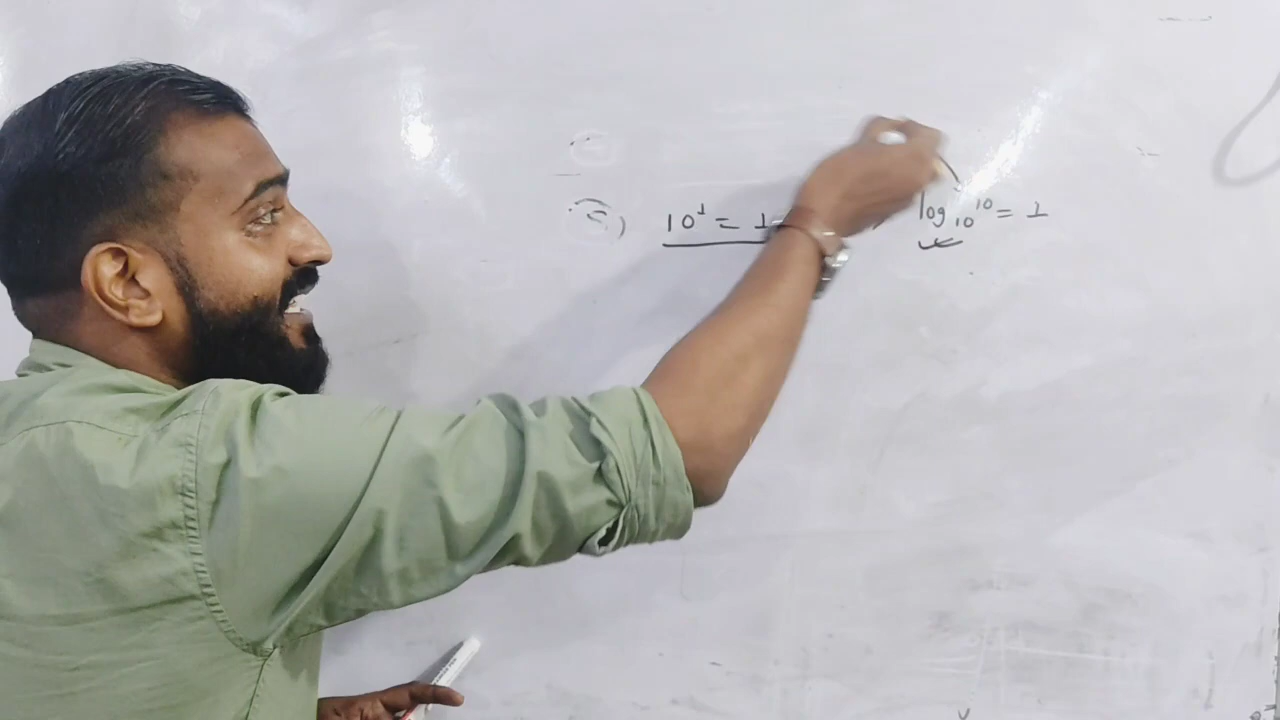 10¹ = 1 log₁₀10 = 1